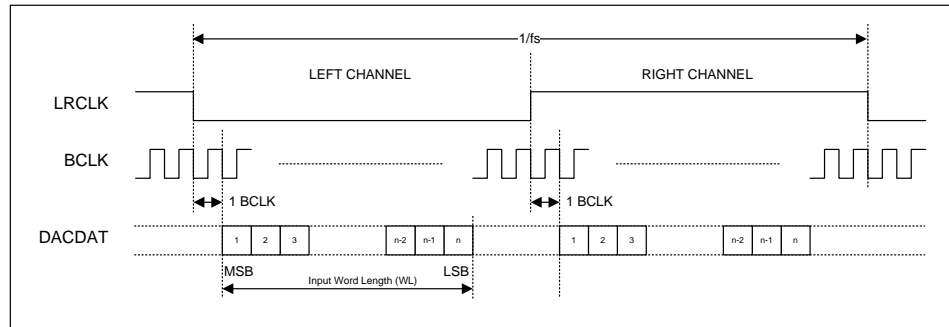 1/fs
LEFT CHANNEL RIGHT CHANNEL
LRCLK
BCLK
1 BCLK 1 BCLK
DACDAT
1 2 3 n-2 n-1 n 1 2 3 n-2 n-1 n
MSB LSB
Input Word Length (WL)